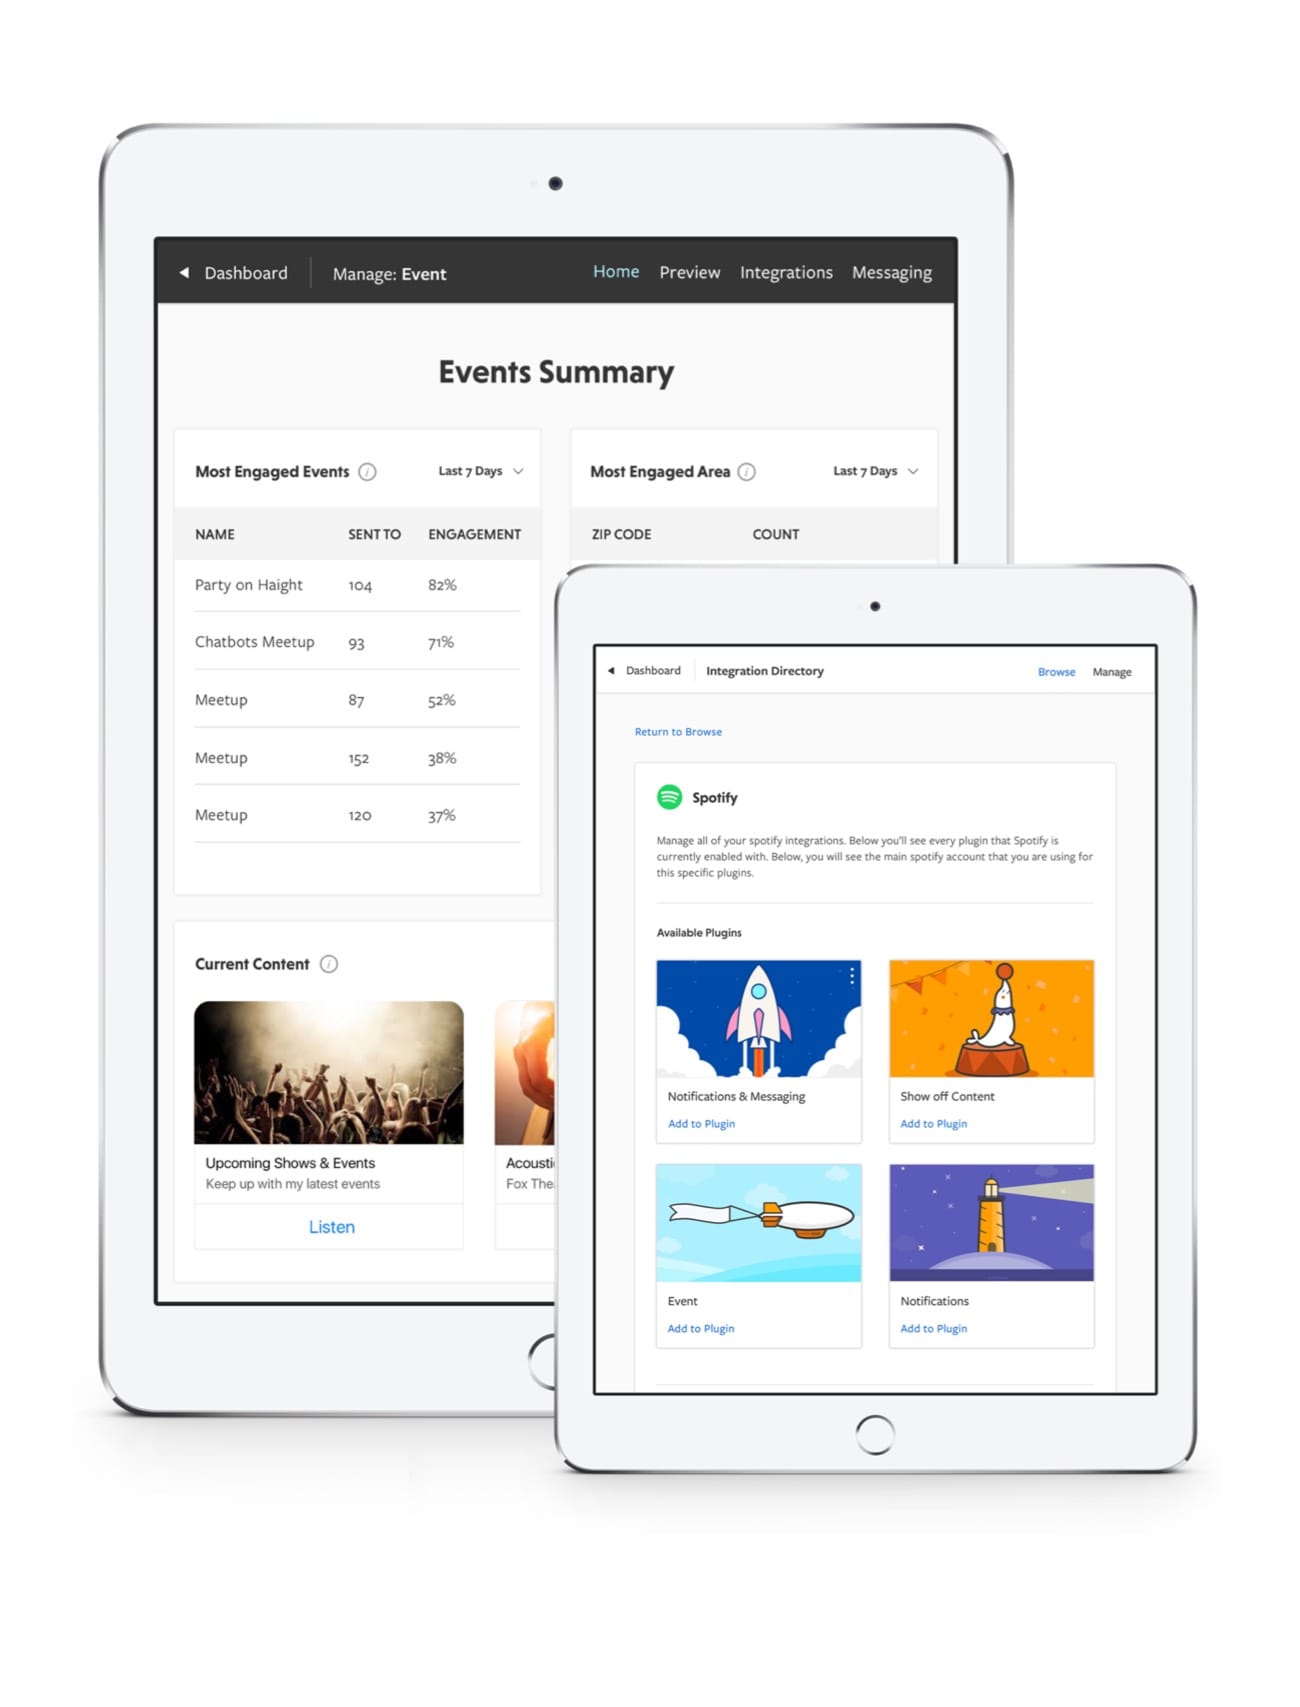 Dashboard Manage: Event Home Preview Integrations Messaging
Events Summary
Most Engaged Events Last 7 Days
NAME SENT TO ENGAGEMENT
Party on Haight 104 82%
Chatbots Meetup 93 71%
Meetup 87 52%
Meetup 152 38%
Meetup 120 37%
Most Engaged Area Last 7 Days
ZIP CODE COUNT
Current Content
Upcoming Shows & Events
Keep up with my latest events
Listen
Acousti
Fox The
Dashboard Integration Directory Browse Manage
Return to Browse
Spotify
Manage all of your spotify integrations. Below you'll see every plugin that Spotify is
currently enabled with. Below, you will see the main spotify account that you are using for
this specific plugins.
Available Plugins
Notifications & Messaging
Add to Plugin
Show off Content
Add to Plugin
Event
Add to Plugin
Notifications
Add to Plugin